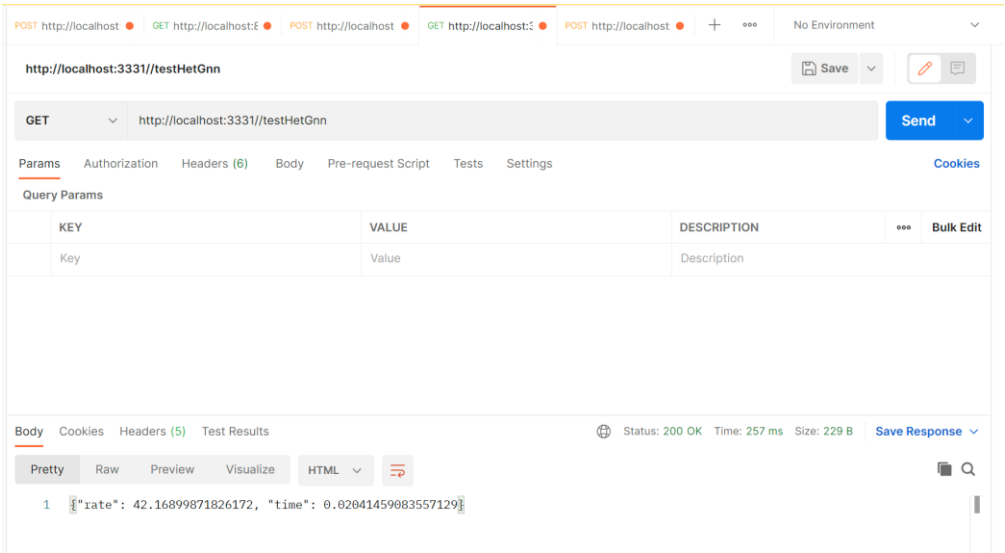 POST http://localhost GET http://localhost:8 POST http://localhost GET http://localhost:3 POST http://localhost + ooo No Environment
http://localhost:3331//testHetGnn Save
GET http://localhost:3331//testHetGnn Send
Params Authorization Headers (6) Body Pre-request Script Tests Settings Cookies
Query Params
KEY VALUE DESCRIPTION ooo Bulk Edit
Key Value Description
Body Cookies Headers (5) Test Results Status: 200 OK Time: 257 ms Size: 229 B Save Response
Pretty Raw Preview Visualize HTML
1 {"rate": 42.16899871826172, "time": 0.02041459083557129}